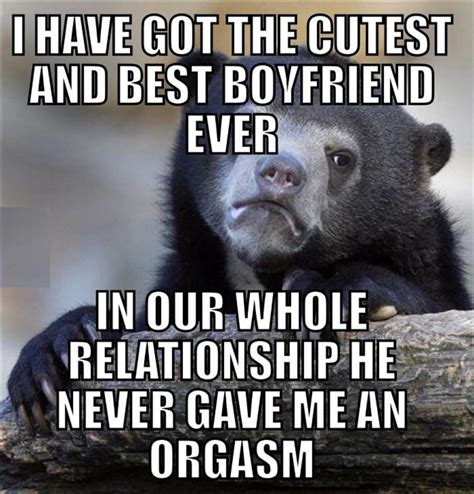 I HAVE GOT THE CUTEST
AND BEST BOYFRIEND
EVER
IN OUR WHOLE
RELATIONSHIP HE
NEVER GAVE ME AN
ORGASM